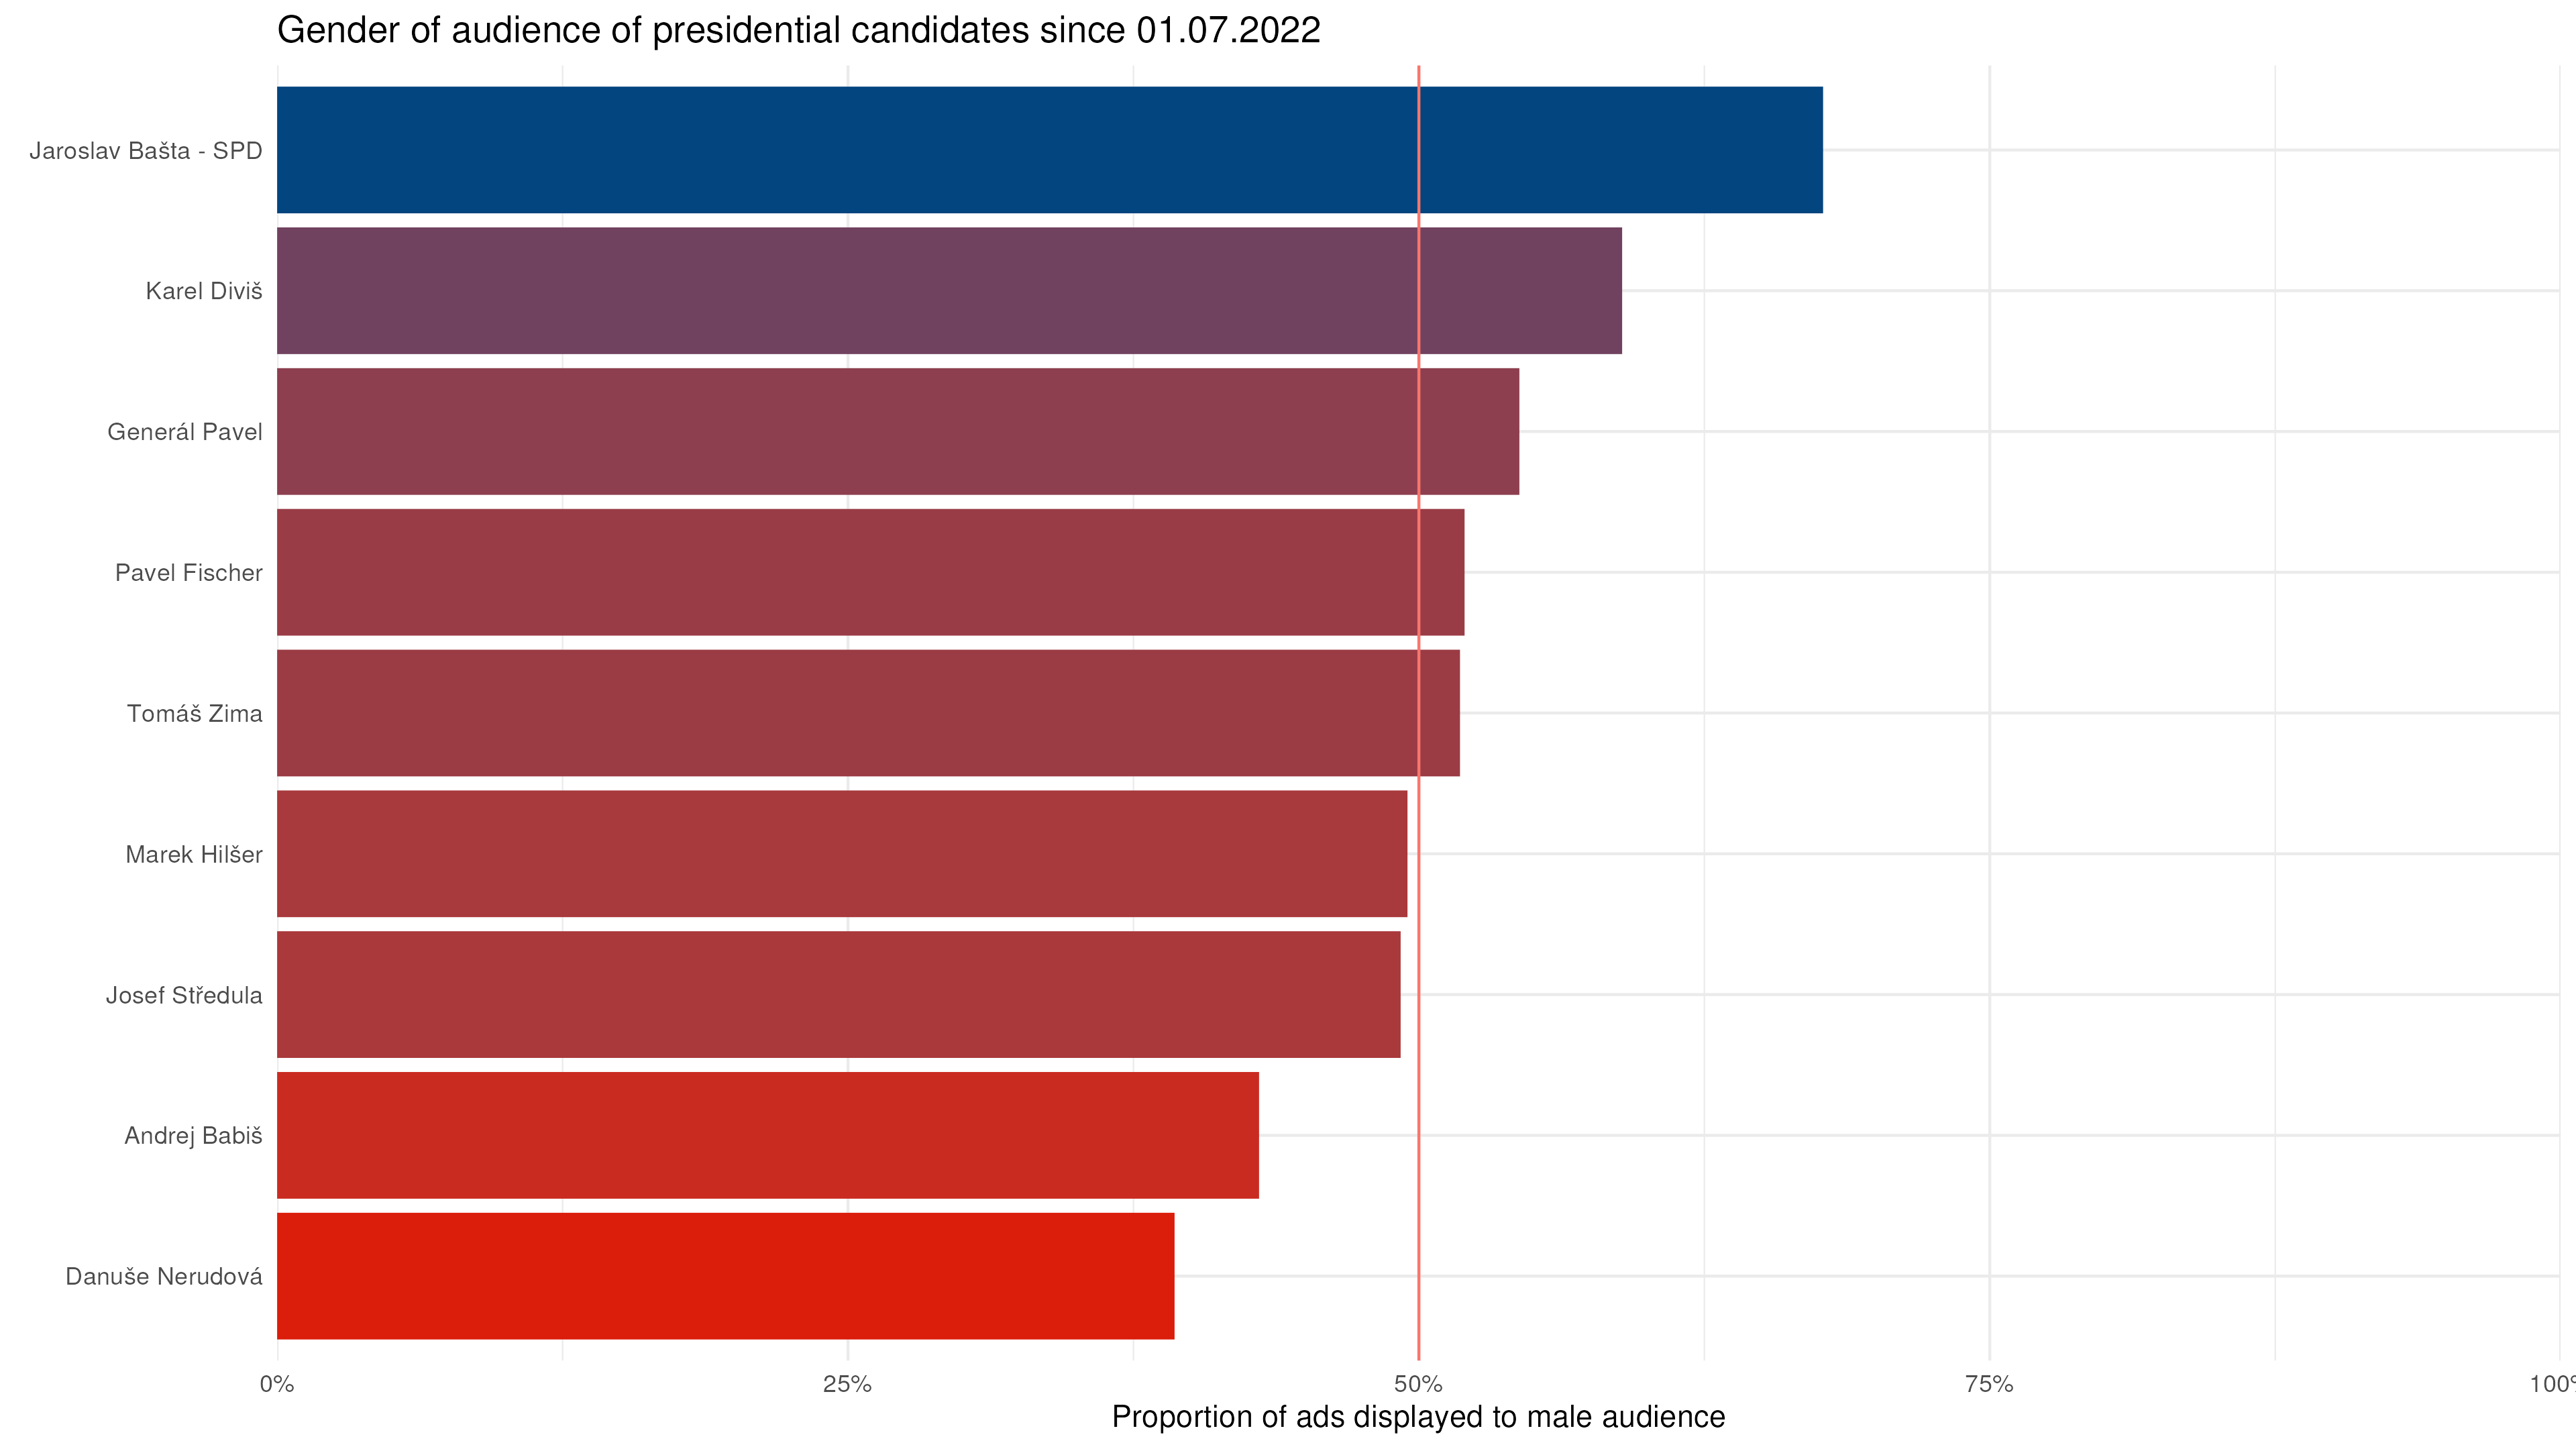 Gender of audience of presidential candidates since 01.07.2022
Jaroslav Bašta - SPD
Karel Diviš
Generál Pavel
Pavel Fischer
Tomáš Zima
Marek Hilšer
Josef Středula
Andrej Babiš
Danuše Nerudová
0% 25% 50% 75% 100%
Proportion of ads displayed to male audience